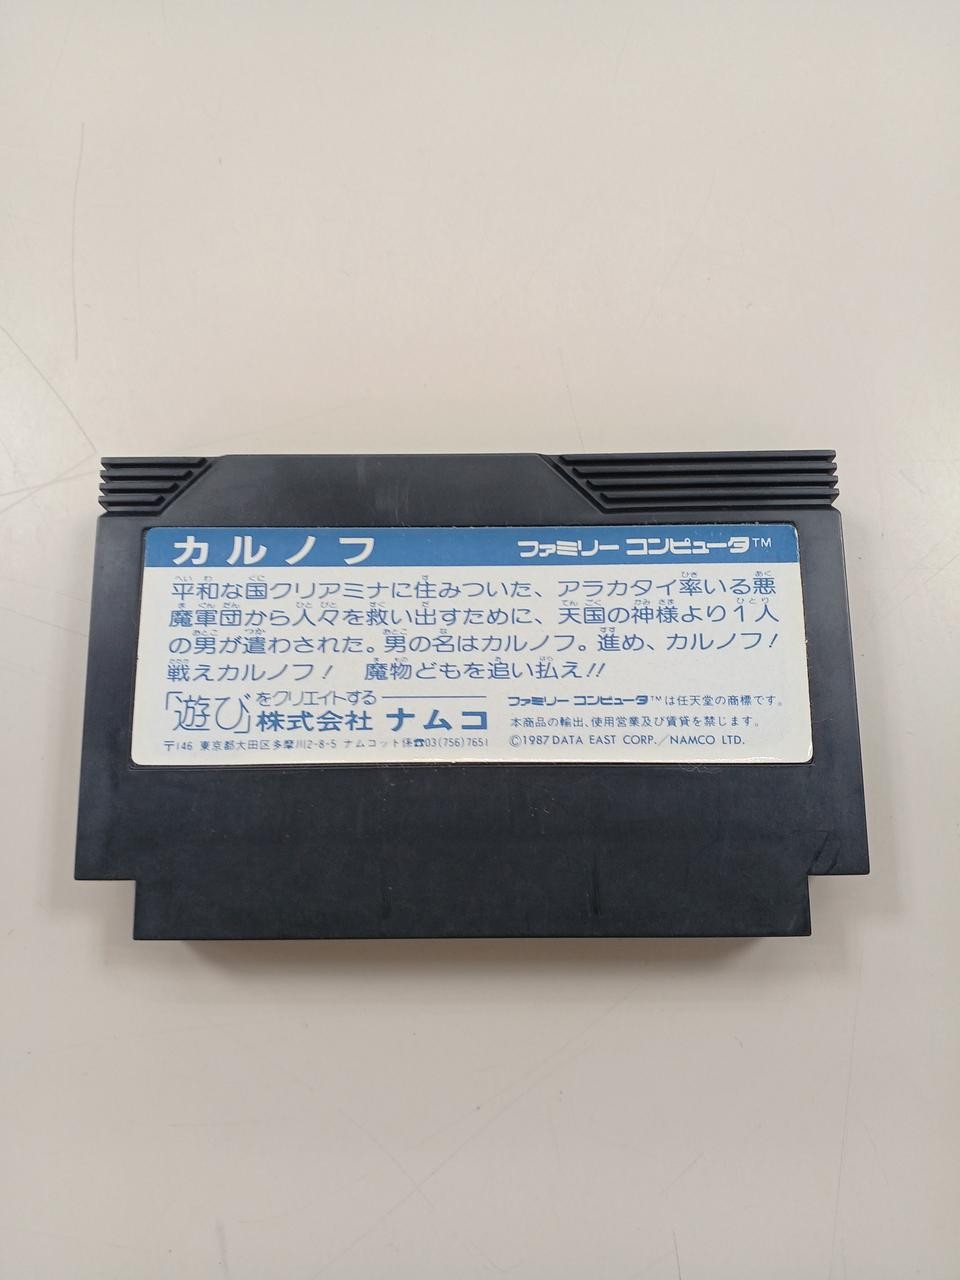 カルノフ ファミリー コンピュータ™
平和な国クリアミナに住みついた、アラカタイ率いる悪
魔軍団から人々を救い出すために、天国の神様より1人
の男が遣わされた。男の名はカルノフ。進め、カルノフ!
戦えカルノフ! 魔物どもを追い払え!!
「遊び」をクリエイトする
株式会社 ナムコ
〒146 東京都大田区多摩川2-8-5 ナムコット係☎03(756)7651
ファミリー コンピュータ™は任天堂の商標です。
本商品の輸出、使用営業及び賃貸を禁じます。
©1987 DATA EAST CORP./NAMCO LTD.